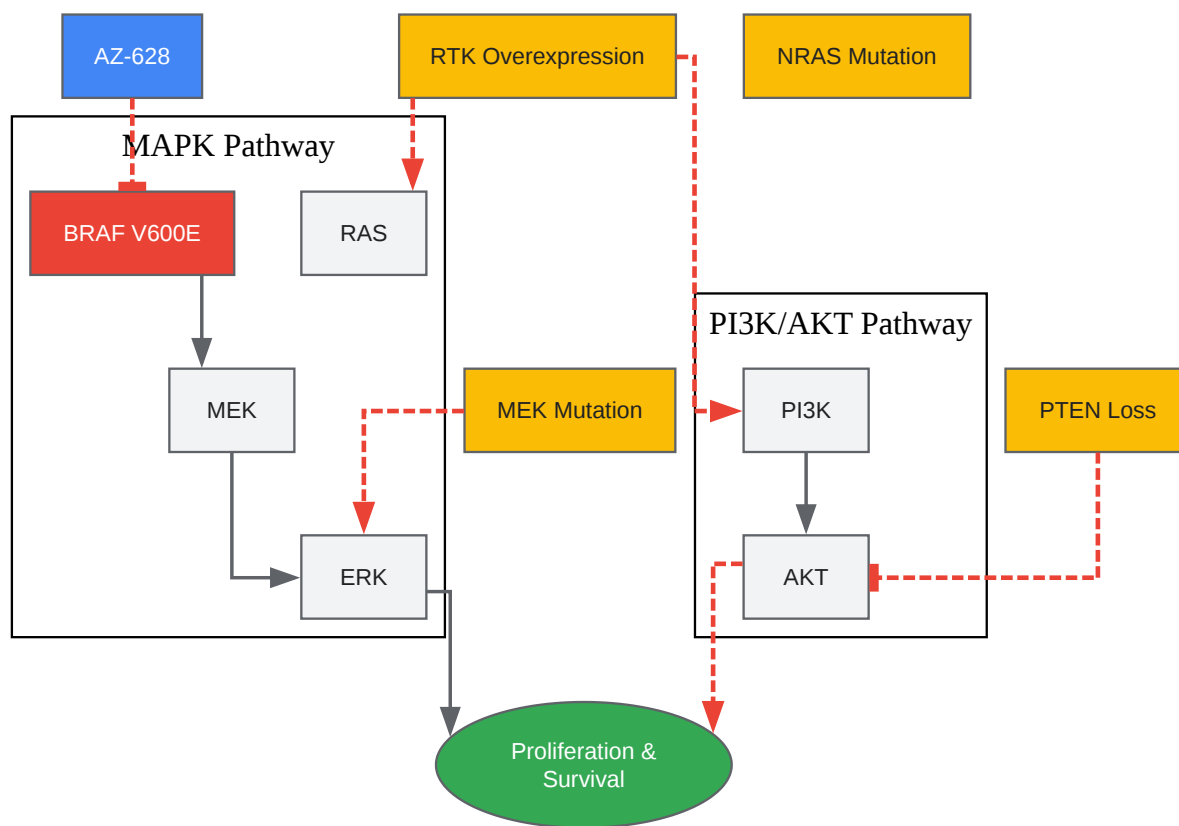 AZ-628
RTK Overexpression
NRAS Mutation
MAPK Pathway
BRAF V600E
RAS
PI3K/AKT Pathway
MEK
MEK Mutation
PI3K
PTEN Loss
ERK
AKT
Proliferation &
Survival